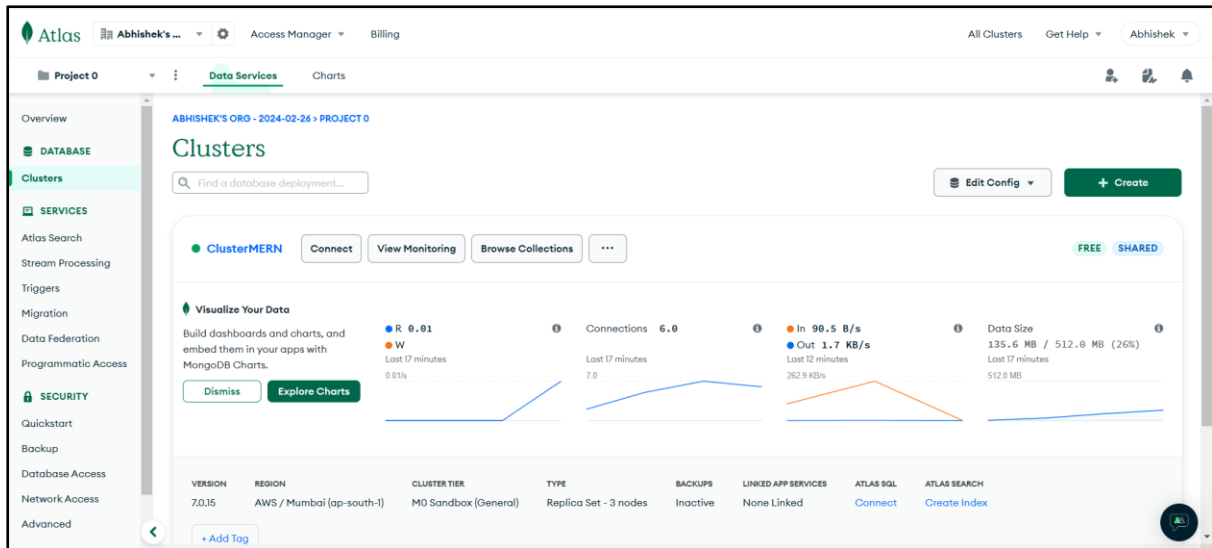 Atlas
Abhishek's ...
Access Manager
Billing
All Clusters
Get Help
Abhishek
Project 0
Data Services
Charts
Overview
DATABASE
Clusters
SERVICES
Atlas Search
Stream Processing
Triggers
Migration
Data Federation
Programmatic Access
SECURITY
Quickstart
Backup
Database Access
Network Access
Advanced
ABHISHEK'S ORG - 2024-02-26 > PROJECT 0
Clusters
Find a database deployment...
Edit Config
+ Create
ClusterMERN
Connect
View Monitoring
Browse Collections
...
FREE
SHARED
Visualize Your Data
Build dashboards and charts, and
embed them in your apps with
MongoDB Charts.
Dismiss
Explore Charts
R 0.01
W
Last 17 minutes
0.01/s
Connections 6.0
Last 17 minutes
7.0
In 90.5 B/s
Out 1.7 KB/s
Last 12 minutes
262.9 KB/s
Data Size
135.6 MB / 512.0 MB (26%)
Last 17 minutes
512.0 MB
VERSION
7.0.15
REGION
AWS / Mumbai (ap-south-1)
CLUSTER TIER
M0 Sandbox (General)
TYPE
Replica Set - 3 nodes
BACKUPS
Inactive
LINKED APP SERVICES
None Linked
ATLAS SQL
Connect
ATLAS SEARCH
Create Index
+ Add Tag